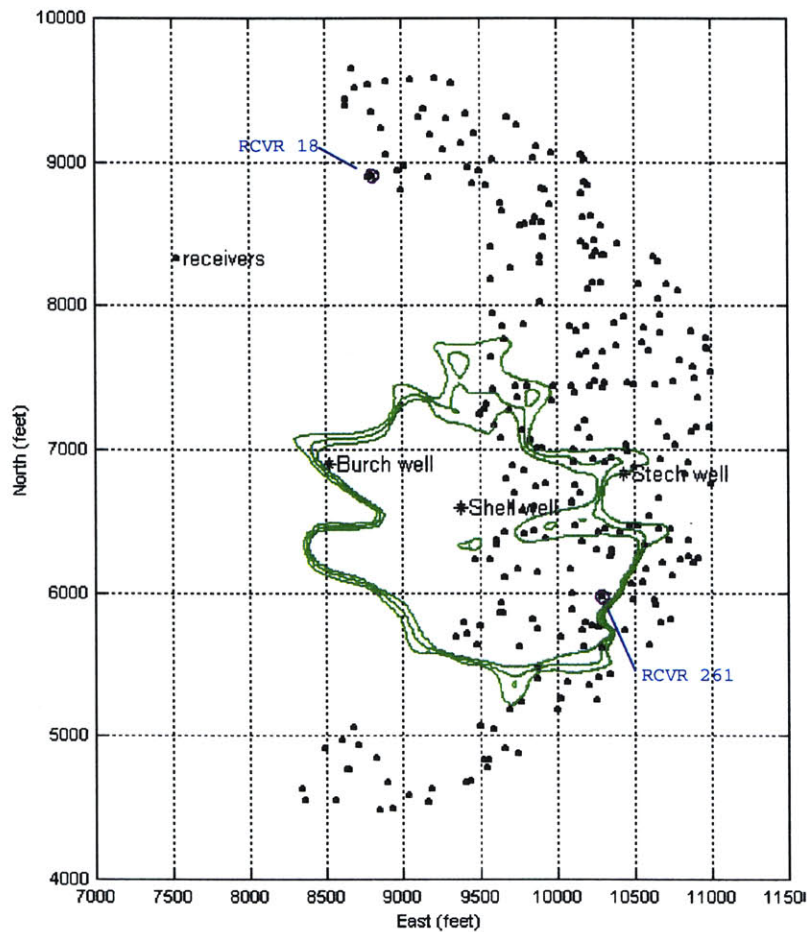 10000
RCVR 18
9000
receivers
8000
7000
Burch well
Stech well
Shell well
North (feet)
6000
RCVR 261
5000
4000
7000 7500 8000 8500 9000 9500 10000 10500 11000
East (feet)